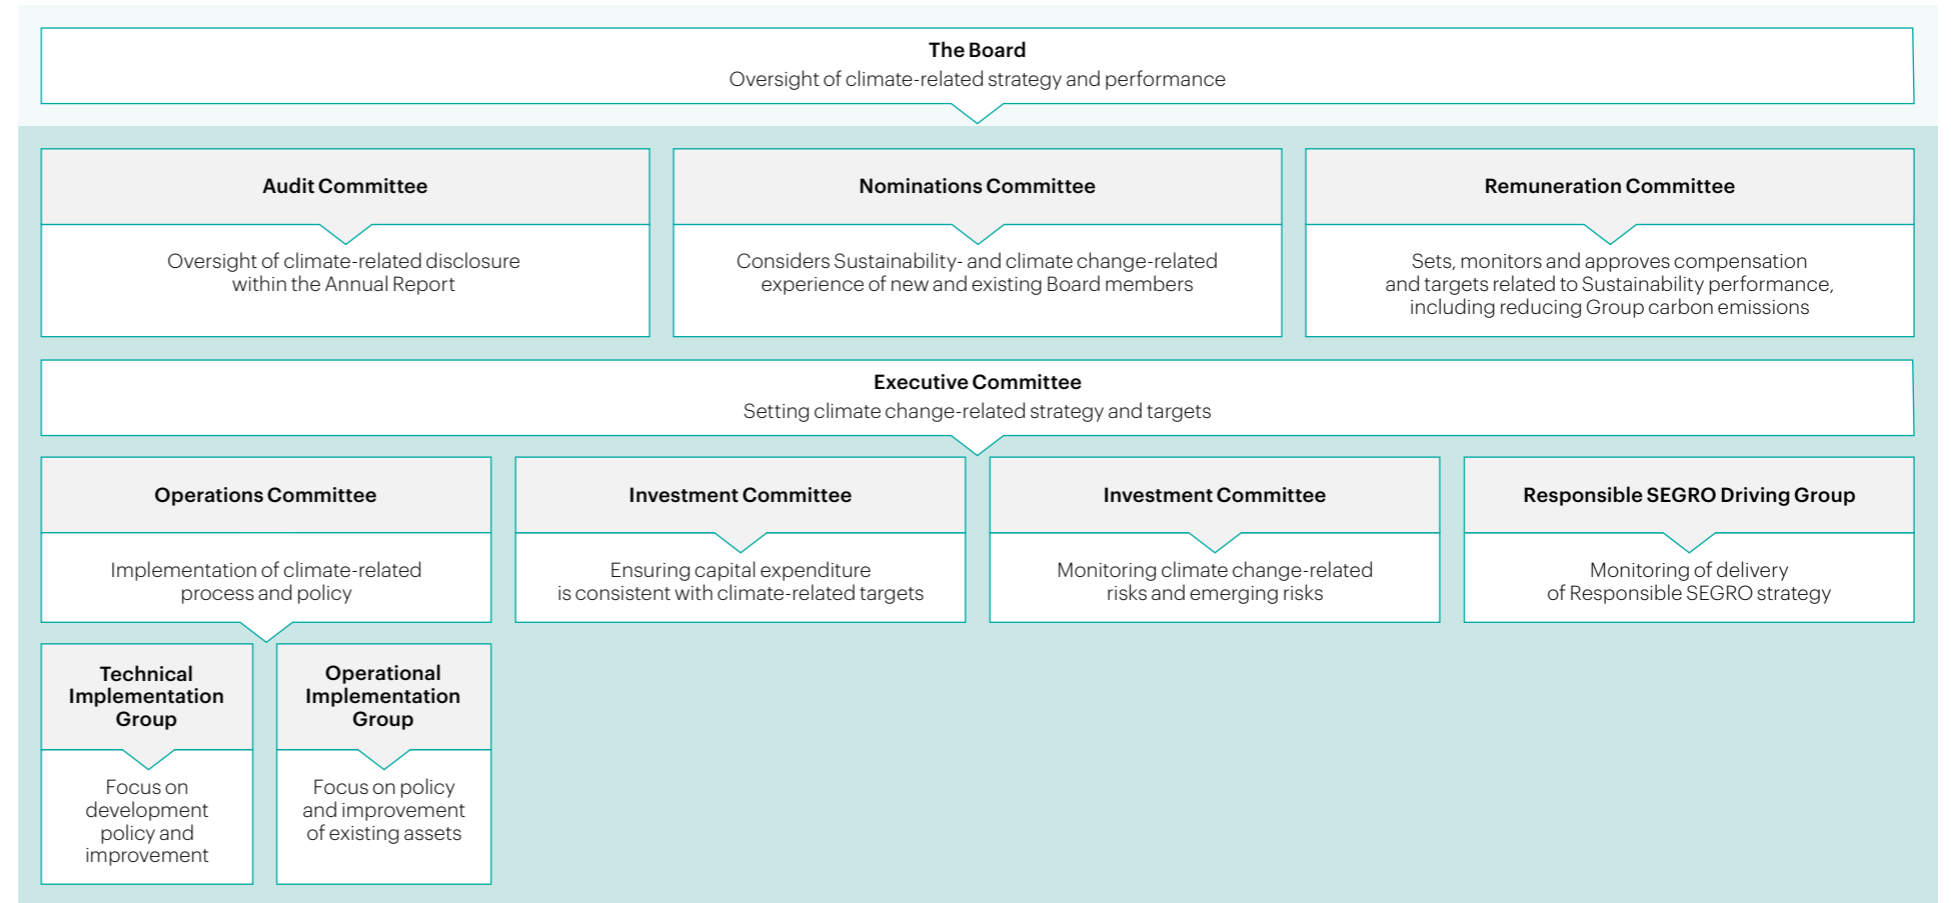 The Board
Oversight of climate-related strategy and performance
Audit Committee
Oversight of climate-related disclosure
within the Annual Report
Nominations Committee
Considers Sustainability- and climate change-related
experience of new and existing Board members
Remuneration Committee
Sets, monitors and approves compensation
and targets related to Sustainability performance,
including reducing Group carbon emissions
Executive Committee
Setting climate change-related strategy and targets
Operations Committee
Implementation of climate-related
process and policy
Investment Committee
Ensuring capital expenditure
is consistent with climate-related targets
Investment Committee
Monitoring climate change-related
risks and emerging risks
Responsible SEGRO Driving Group
Monitoring of delivery
of Responsible SEGRO strategy
Technical
Implementation
Group
Focus on
development
policy and
improvement
Operational
Implementation
Group
Focus on policy
and improvement
of existing assets